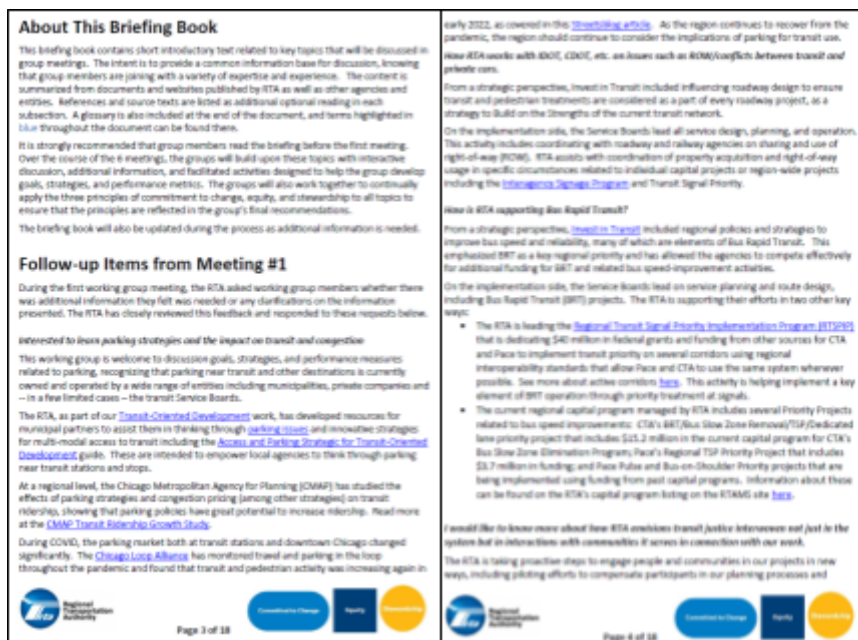 About This Briefing Book
This briefing book contains short introductory text related to key topics that will be discussed in
group meetings. The intent is to provide a common information base for discussion, knowing
that group members are joining with a variety of expertise and experience. The content is
summarized from documents and websites published by RTA as well as other agencies and
entities. References and source texts are listed as additional optional reading in each
subsection. A glossary is also included at the end of the document, and terms highlighted in
blue throughout the document can be found there.
It is strongly recommended that group members read the briefing before the first meeting.
Over the course of the 6 meetings, the groups will build upon these topics with interactive
discussion, additional information, and facilitated activities designed to help the group develop
goals, strategies, and performance metrics. The groups will also work together to continually
apply the three principles of commitment to change, equity, and stewardship to all topics to
ensure that the principles are reflected in the group's final recommendations.
The briefing book will also be updated during the process as additional information is needed.
Follow-up Items from Meeting #1
During the first working group meeting, the RTA asked working group members whether there
was additional information they felt was needed or any clarifications on the information
presented. The RTA has closely reviewed this feedback and responded to these requests below.
Interested to learn parking strategies and the impact on transit and congestion
This working group is welcome to discussion goals, strategies, and performance measures
related to parking, recognizing that parking near transit and other destinations is currently
owned and operated by a wide range of entities including municipalities, private companies and
– in a few limited cases – the transit Service Boards.
The RTA, as part of our Transit-Oriented Development work, has developed resources for
municipal partners to assist them in thinking through parking issues and innovative strategies
for multi-modal access to transit including the Access and Parking Strategic for Transit-Oriented
Development guide. These are intended to empower local agencies to think through parking
near transit stations and stops.
At a regional level, the Chicago Metropolitan Agency for Planning (CMAP) has studied the
effects of parking strategies and congestion pricing (among other strategies) on transit
ridership, showing that parking policies have great potential to increase ridership. Read more
at the CMAP Transit Ridership Growth Study.
During COVID, the parking market both at transit stations and downtown Chicago changed
significantly. The Chicago Loop Alliance has monitored travel and parking in the loop
throughout the pandemic and found that transit and pedestrian activity was increasing again in
Regional
Transportation
Authority
Commitment to Change
Equity
Stewardship
Page 3 of 18
early 2022, as covered in this Streetsblog article. As the region continues to recover from the
pandemic, the region should continue to consider the implications of parking for transit use.
How RTA works with IDOT, CDOT, etc. on issues such as ROW/conflicts between transit and
private cars.
From a strategic perspective, Invest in Transit included influencing roadway design to ensure
transit and pedestrian treatments are considered as a part of every roadway project, as a
strategy to Build on the Strengths of the current transit network.
On the implementation side, the Service Boards lead all service design, planning, and operation.
This activity includes coordinating with roadway and railway agencies on sharing and use of
right-of-way (ROW). RTA assists with coordination of property acquisition and right-of-way
usage in specific circumstances related to individual capital projects or region-wide projects
including the Interagency Signage Program and Transit Signal Priority.
How is RTA supporting Bus Rapid Transit?
From a strategic perspective, Invest in Transit included regional policies and strategies to
improve bus speed and reliability, many of which are elements of Bus Rapid Transit. This
emphasized BRT as a key regional priority and has allowed the agencies to compete effectively
for additional funding for BRT and related bus speed-improvement activities.
On the implementation side, the Service Boards lead on service planning and route design,
including Bus Rapid Transit (BRT) projects. The RTA is supporting their efforts in two other key
ways:
• The RTA is leading the Regional Transit Signal Priority Implementation Program (RTSPIP)
that is dedicating $40 million in federal grants and funding from other sources for CTA
and Pace to implement transit priority on several corridors using regional
interoperability standards that allow Pace and CTA to use the same system wherever
possible. See more about active corridors here. This activity is helping implement a key
element of BRT operation through priority treatment at signals.
• The current regional capital program managed by RTA includes several Priority Projects
related to bus speed improvements: CTA's BRT/Bus Slow Zone Removal/TSP/Dedicated
lane priority project that includes $15.2 million in the current capital program for CTA's
Bus Slow Zone Elimination Program; Pace's Regional TSP Priority Project that includes
$3.7 million in funding; and Pace Pulse and Bus-on-Shoulder Priority projects that are
being implemented using funding from past capital programs. Information about these
can be found on the RTA's capital program listing on the RTAMS site here.
I would like to know more about how RTA envisions transit justice interwoven not just in the
system but in interactions with communities it serves in connection with our work.
The RTA is taking proactive steps to engage people and communities in our projects in new
ways, including piloting efforts to compensate participants in our planning processes and
Regional
Transportation
Authority
Commitment to Change
Equity
Stewardship
Page 4 of 18